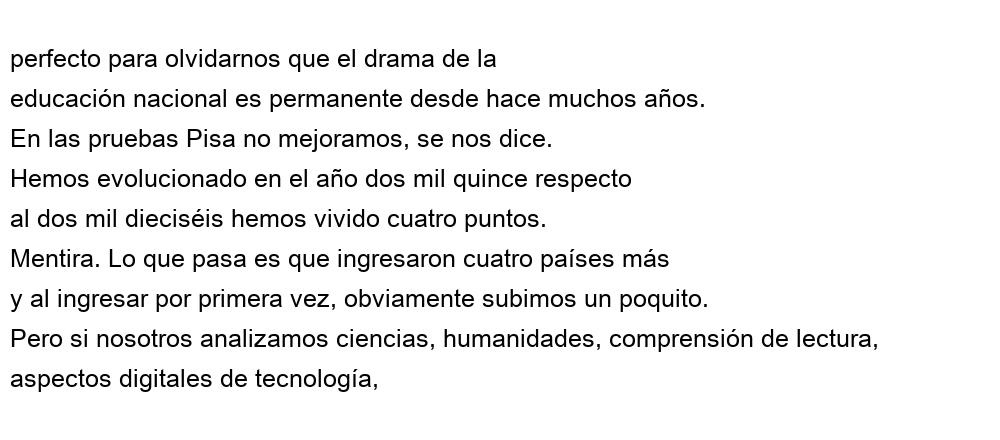 perfecto para olvidarnos que el drama de la
educación nacional es permanente desde hace muchos años.
En las pruebas Pisa no mejoramos, se nos dice.
Hemos evolucionado en el año dos mil quince respecto
al dos mil dieciséis hemos vivido cuatro puntos.
Mentira. Lo que pasa es que ingresaron cuatro países más
y al ingresar por primera vez, obviamente subimos un poquito.
Pero si nosotros analizamos ciencias, humanidades, comprensión de lectura,
aspectos digitales de tecnología,